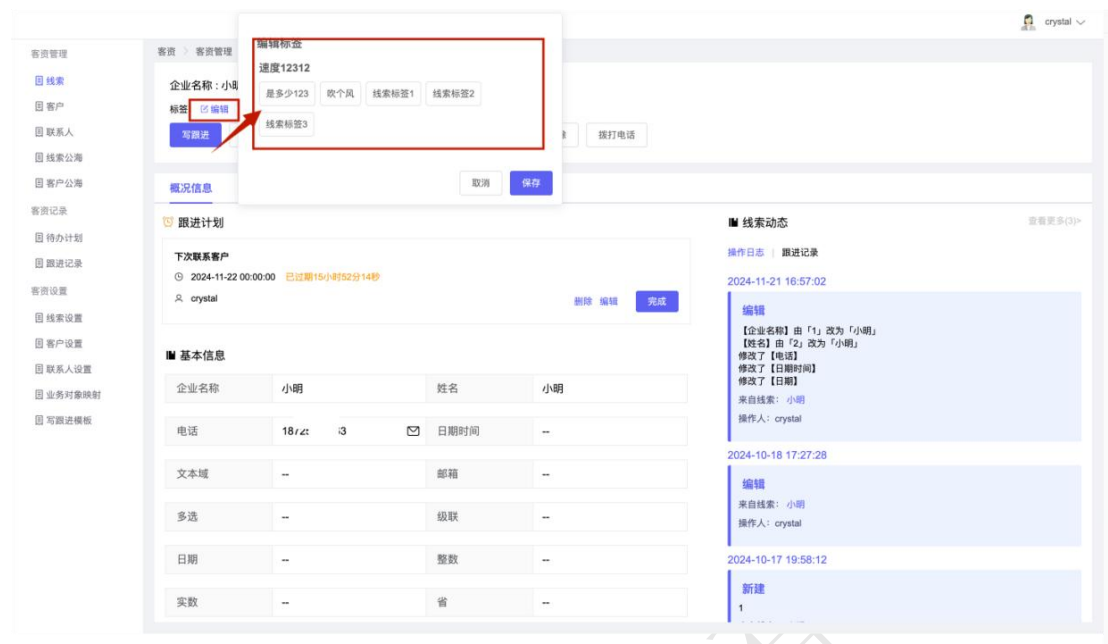 crystal
客资管理
线索
客户
联系人
线索公海
客户公海
客资记录
待办计划
跟进记录
客资设置
线索设置
客户设置
联系人设置
业务对象映射
写跟进模板
客资 > 客资管理
企业名称 : 小明
标签 编辑
写跟进
拨打电话
编辑标签
速度12312
是多少123 吹个风 线索标签1 线索标签2
线索标签3
取消 保存
概况信息
跟进计划
下次联系客户
2024-11-22 00:00:00 已过期15小时52分14秒
crystal
删除 编辑 完成
基本信息
企业名称 小明 姓名 小明
电话 日期时间 --
文本域 -- 邮箱 --
多选 -- 级联 --
日期 -- 整数 --
实数 -- 省 --
线索动态 查看更多(3)>
操作日志 | 跟进记录
2024-11-21 16:57:02
编辑
【企业名称】由「1」改为「小明」
【姓名】由「2」改为「小明」
修改了【电话】
修改了【日期时间】
修改了【日期】
来自线索: 小明
操作人: crystal
2024-10-18 17:27:28
编辑
来自线索: 小明
操作人: crystal
2024-10-17 19:58:12
新建
1